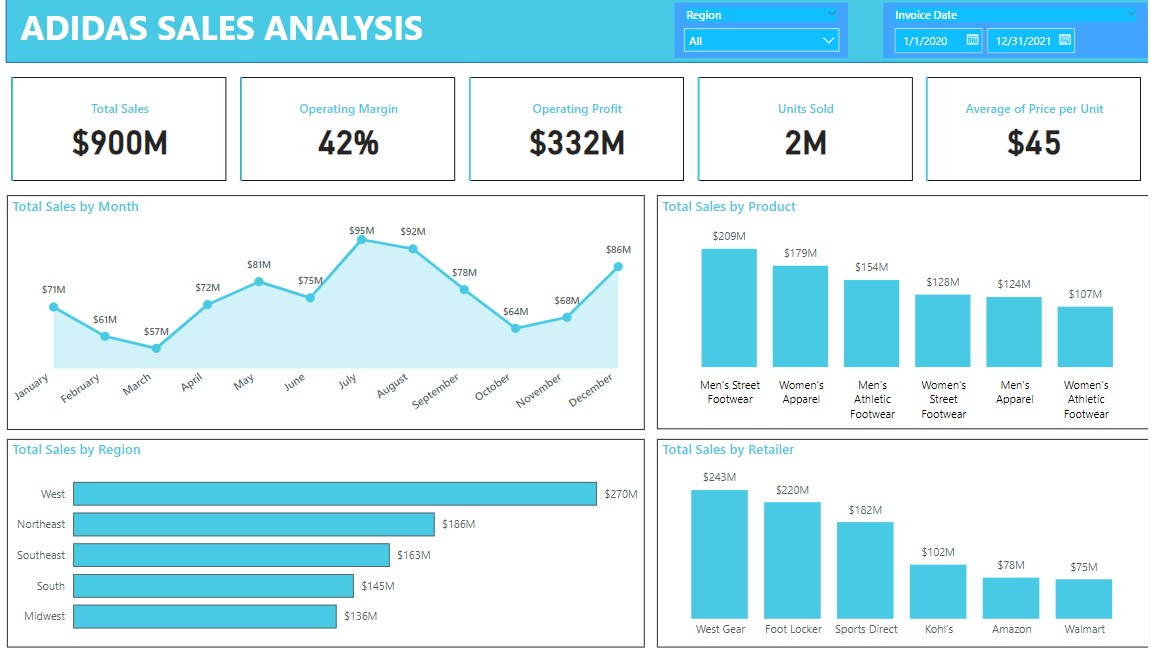 ADIDAS SALES ANALYSIS
Region
All
Invoice Date
1/1/2020
12/31/2021
Total Sales
$900M
Operating Margin
42%
Operating Profit
$332M
Units Sold
2M
Average of Price per Unit
$45
Total Sales by Month
$71M
$61M
$57M
$72M
$81M
$75M
$95M
$92M
$78M
$64M
$68M
$86M
January
February
March
April
May
June
July
August
September
October
November
December
Total Sales by Product
$209M
$179M
$154M
$128M
$124M
$107M
Men's Street
Footwear
Women's
Apparel
Men's
Athletic
Footwear
Women's
Street
Footwear
Men's
Apparel
Women's
Athletic
Footwear
Total Sales by Region
West
$270M
Northeast
$186M
Southeast
$163M
South
$145M
Midwest
$136M
Total Sales by Retailer
$243M
$220M
$182M
$102M
$78M
$75M
West Gear
Foot Locker
Sports Direct
Kohl's
Amazon
Walmart